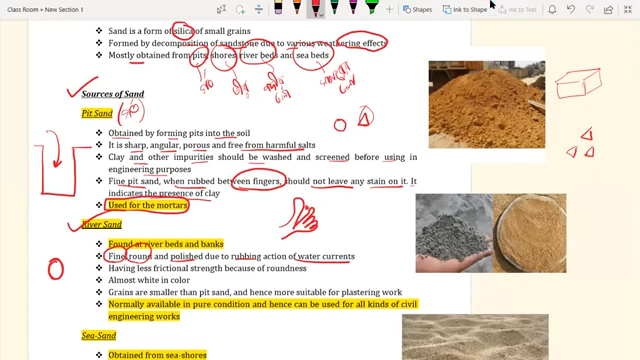 Class Room » New Section 1
Eraser
Ink to Shape
Ink to Text
❖ Sand is a form of silica of small grains
❖ Formed by decomposition of sandstone due to various weathering effects
❖ Mostly obtained from pits, shores, river beds and sea beds
Sources of Sand
Pit Sand
❖ Obtained by forming pits into the soil
❖ It is sharp, angular, porous and free from harmful salts
❖ Clay and other impurities should be washed and screened before using in
engineering purposes
❖ Fine pit sand, when rubbed between fingers, should not leave any stain on it. It
indicates the presence of clay
❖ Used for the mortars
River Sand
❖ Found at river beds and banks
❖ Fine, round and polished due to rubbing action of water currents
❖ Having less frictional strength because of roundness
❖ Almost white in color
❖ Grains are smaller than pit sand, and hence more suitable for plastering work
❖ Normally available in pure condition and hence can be used for all kinds of civil
engineering works
Sea-Sand
❖ Obtained from sea-shores